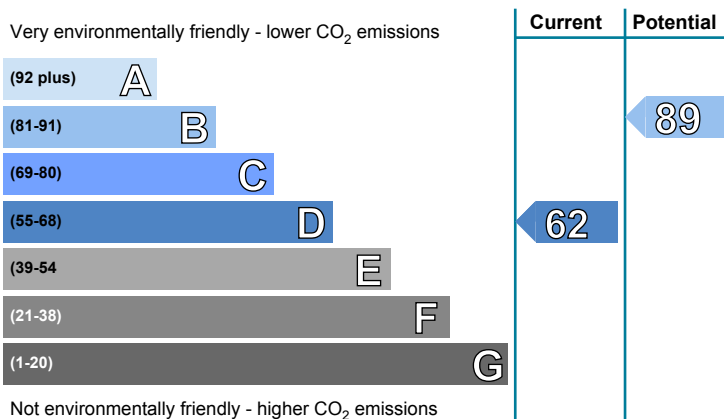 Current Potential
Very environmentally friendly - lower CO2 emissions
(92 plus) A
(81-91) B 89
(69-80) C
(55-68) D 62
(39-54 E
(21-38) F
(1-20) G
Not environmentally friendly - higher CO2 emissions